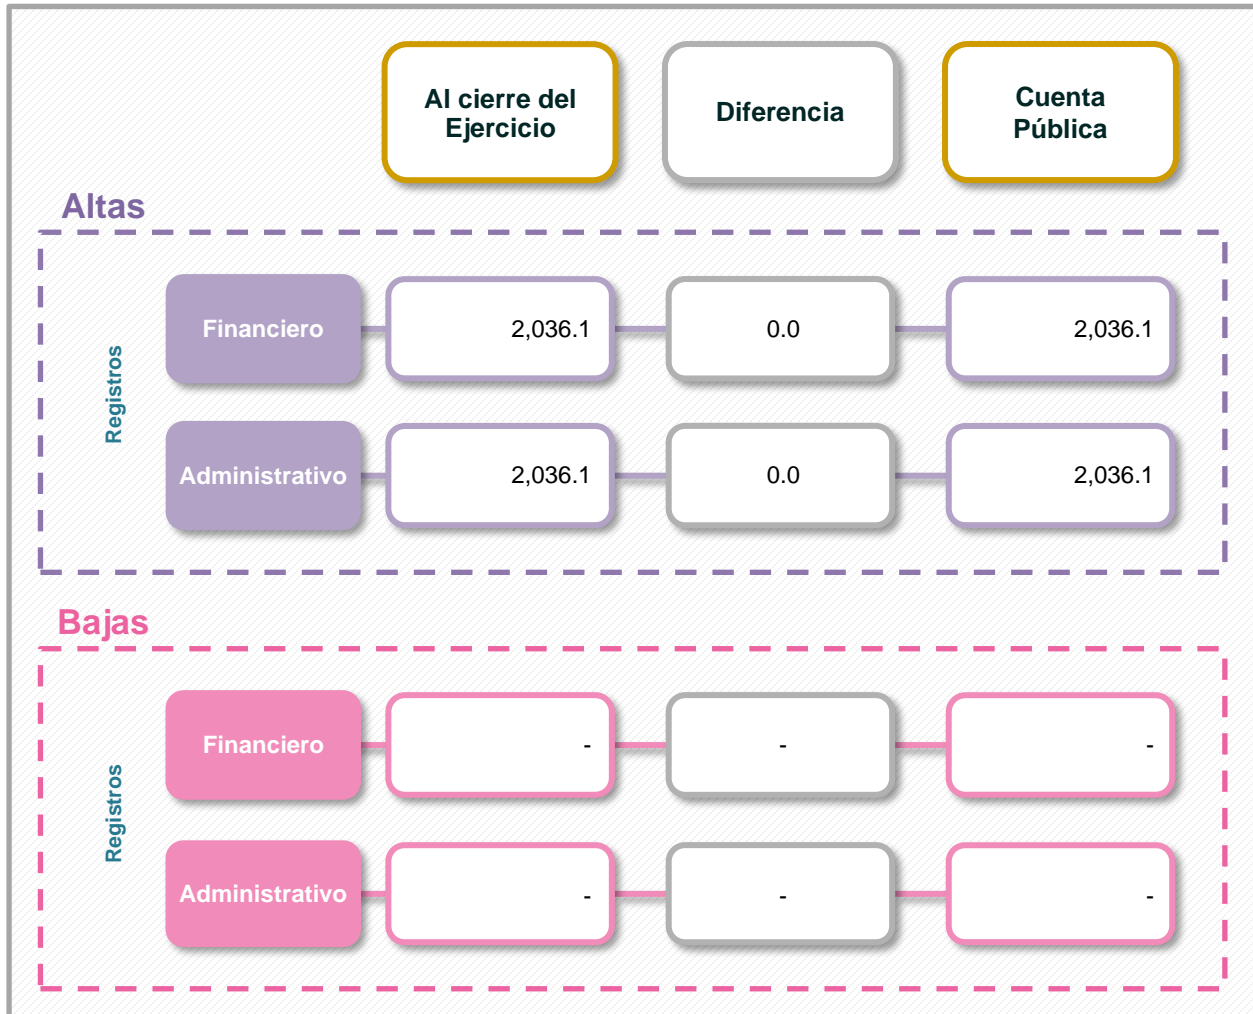 Al cierre del
Ejercicio
Diferencia
Cuenta
Pública
Altas
Registros
Financiero
2,036.1
0.0
2,036.1
Administrativo
2,036.1
0.0
2,036.1
Bajas
Registros
Financiero
-
-
-
Administrativo
-
-
-